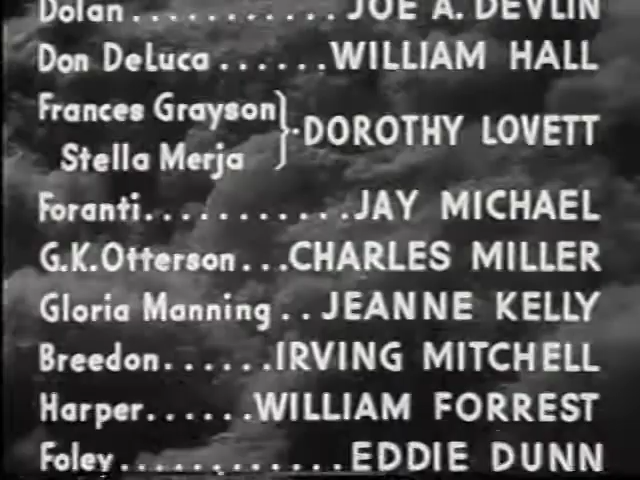 Dolan ........... JOE A. DEVLIN
Don DeLuca ...... WILLIAM HALL
Frances Grayson
Stella Merja } . DOROTHY LOVETT
Foranti........... JAY MICHAEL
G.K.Otterson ... CHARLES MILLER
Gloria Manning .. JEANNE KELLY
Breedon...... IRVING MITCHELL
Harper...... WILLIAM FORREST
Foley............ EDDIE DUNN